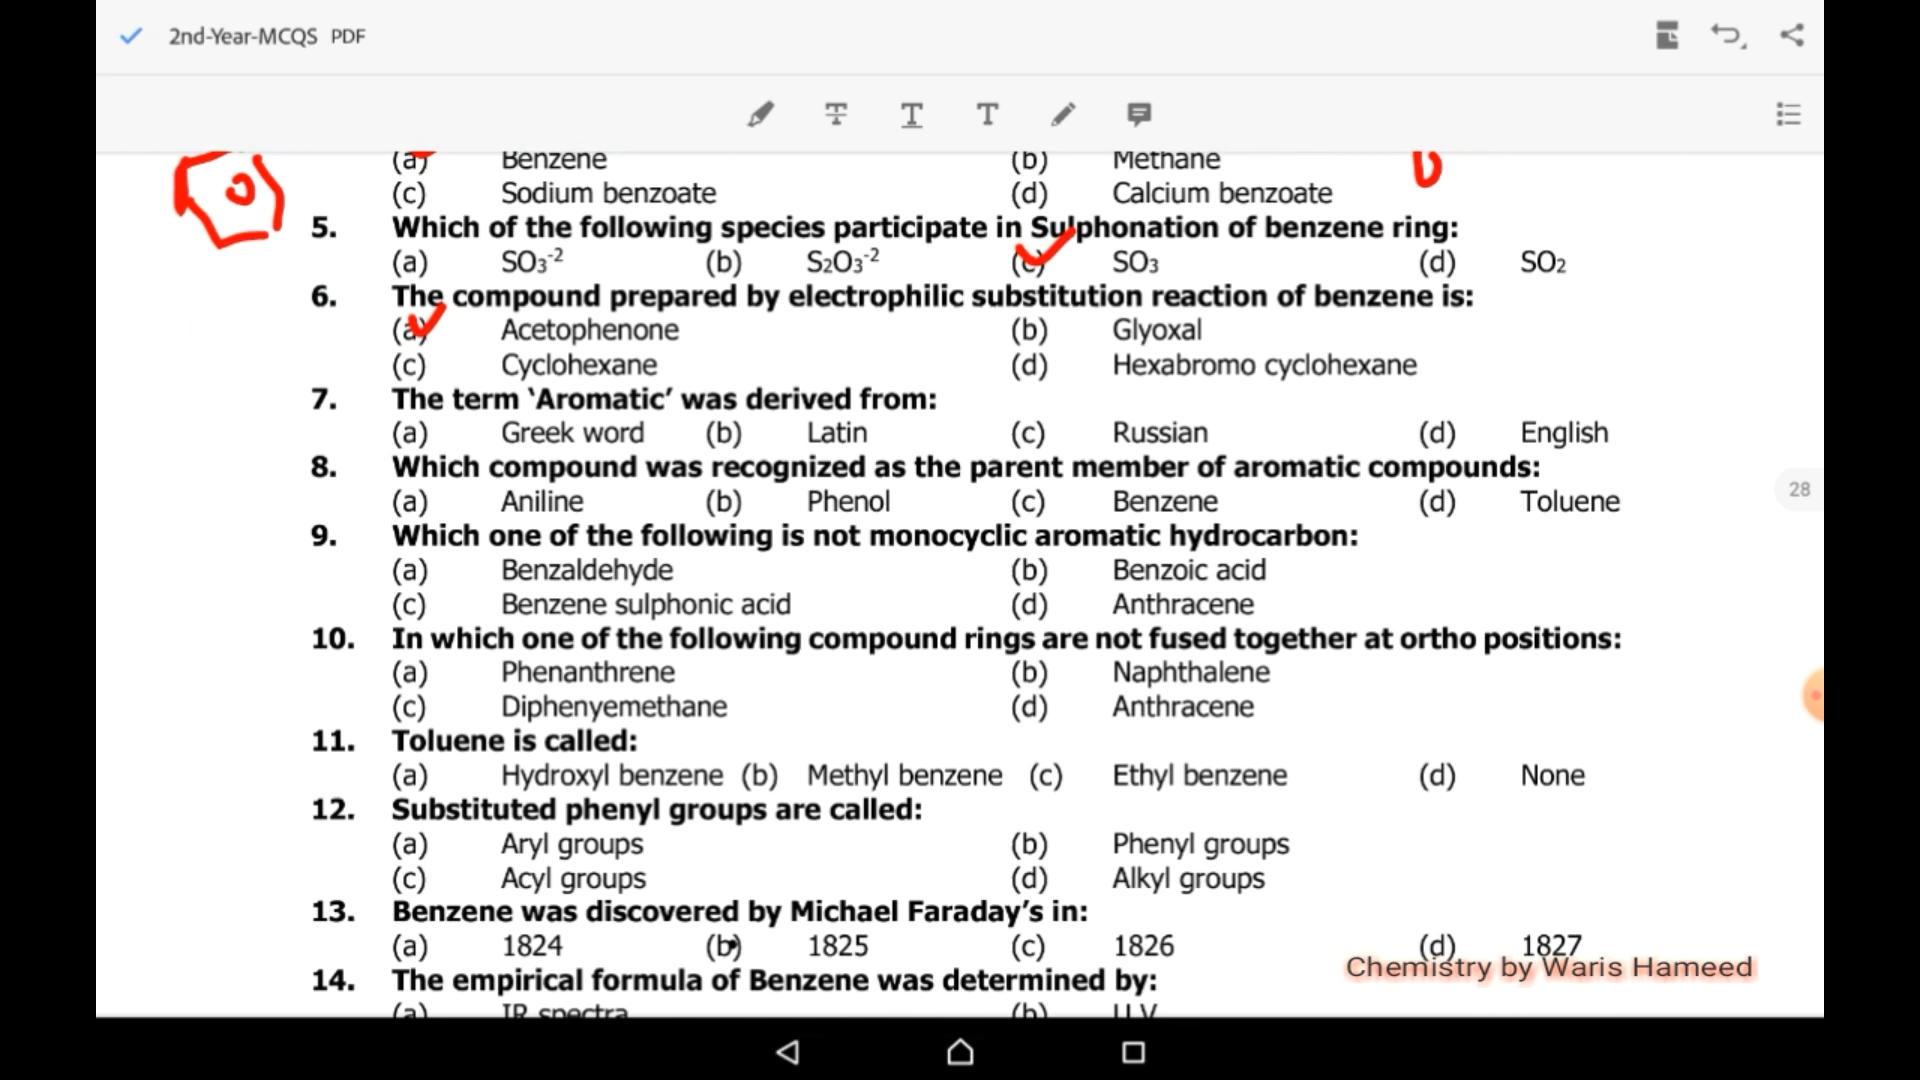 2nd-Year-MCQS PDF
(a) Benzene (b) Methane
(c) Sodium benzoate (d) Calcium benzoate
5. Which of the following species participate in Sulphonation of benzene ring:
(a) SO₃⁻² (b) S₂O₃⁻² (c) SO₃ (d) SO₂
6. The compound prepared by electrophilic substitution reaction of benzene is:
(a) Acetophenone (b) Glyoxal
(c) Cyclohexane (d) Hexabromo cyclohexane
7. The term ‘Aromatic’ was derived from:
(a) Greek word (b) Latin (c) Russian (d) English
8. Which compound was recognized as the parent member of aromatic compounds:
(a) Aniline (b) Phenol (c) Benzene (d) Toluene
28
9. Which one of the following is not monocyclic aromatic hydrocarbon:
(a) Benzaldehyde (b) Benzoic acid
(c) Benzene sulphonic acid (d) Anthracene
10. In which one of the following compound rings are not fused together at ortho positions:
(a) Phenanthrene (b) Naphthalene
(c) Diphenyemethane (d) Anthracene
11. Toluene is called:
(a) Hydroxyl benzene (b) Methyl benzene (c) Ethyl benzene (d) None
12. Substituted phenyl groups are called:
(a) Aryl groups (b) Phenyl groups
(c) Acyl groups (d) Alkyl groups
13. Benzene was discovered by Michael Faraday’s in:
(a) 1824 (b) 1825 (c) 1826 (d) 1827
Chemistry by Waris Hameed
14. The empirical formula of Benzene was determined by:
(a) IR spectra (b) U.V